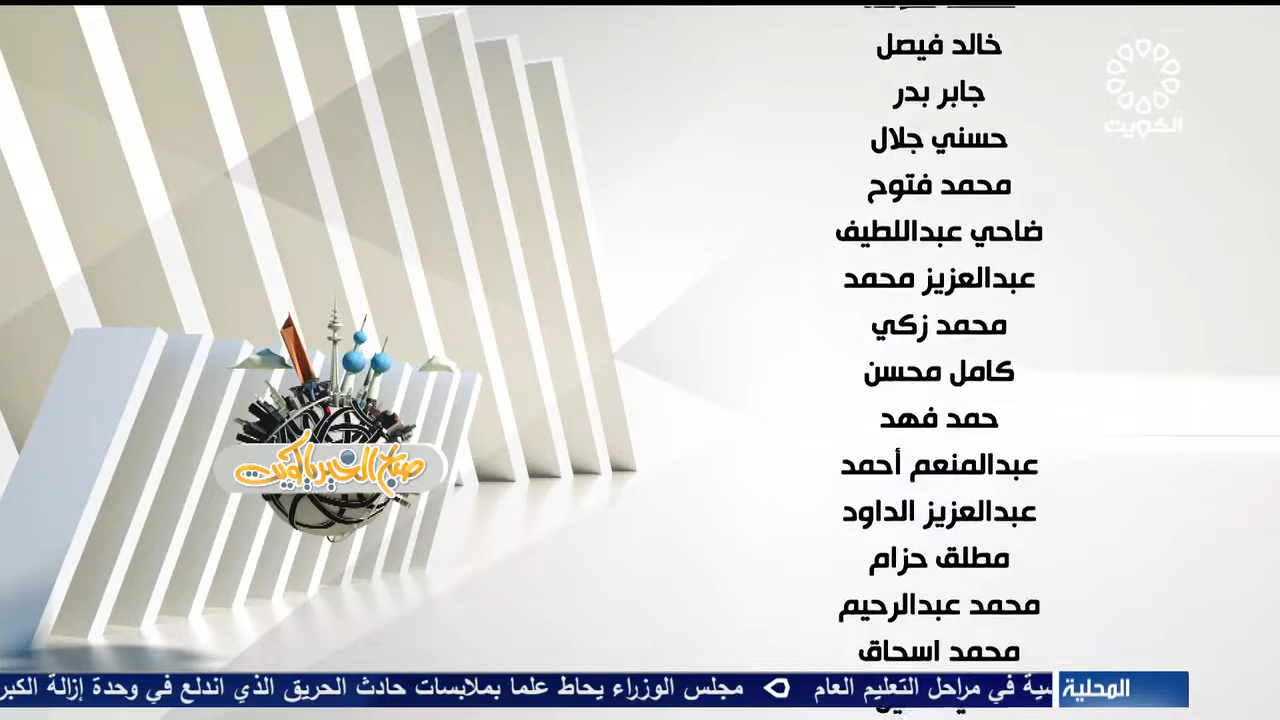 خالد فيصل
جابر بدر
حسني جلال
محمد فتوح
ضاحي عبداللطيف
عبدالعزيز محمد
محمد زكي
كامل محسن
حمد فهد
عبدالمنعم أحمد
عبدالعزيز الداود
مطلق حزام
محمد عبدالرحيم
محمد اسحاق
الكويت
صباح الخير يا كويت
المحلية
في مراحل التعليم العام
مجلس الوزراء يحاط علما بملابسات حادث الحريق الذي اندلع في وحدة إزالة